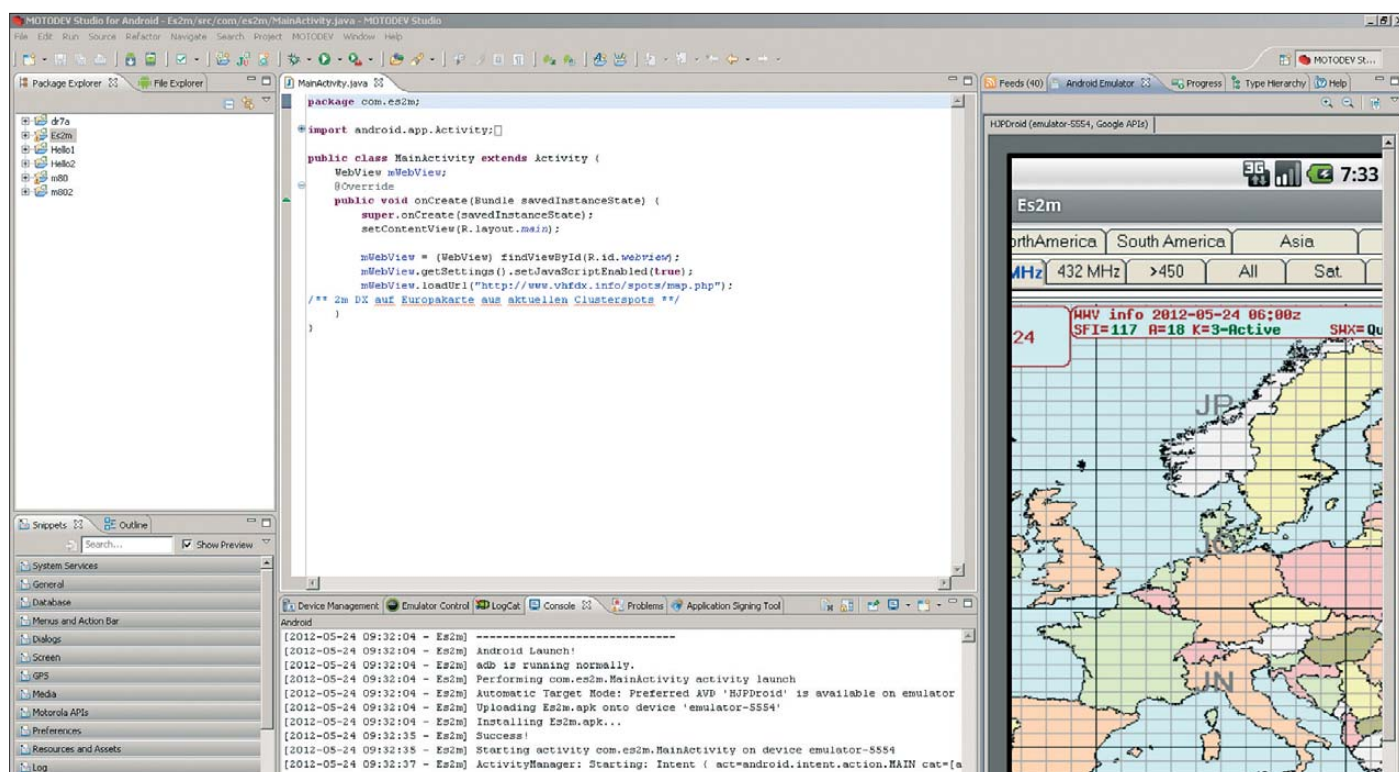 MOTODEV Studio for Android - Es2m/src/com/es2m/MainActivity.java - MOTODEV Studio
File Edit Run Source Refactor Navigate Search Project MOTODEV Window Help
MOTODEV St...
Package Explorer
File Explorer
dr7a
Es2m
Hello1
Hello2
m80
m802
MainActivity.java
package com.es2m;
import android.app.Activity;
public class MainActivity extends Activity {
WebView mWebView;
@Override
public void onCreate(Bundle savedInstanceState) {
super.onCreate(savedInstanceState);
setContentView(R.layout.main);
mWebView = (WebView) findViewById(R.id.webview);
mWebView.getSettings().setJavaScriptEnabled(true);
mWebView.loadUrl("http://www.vhfdx.info/spots/map.php");
/** 2m DX auf Europakarte aus aktuellen Clusterspots **/
}
}
Snippets
Outline
Search...
Show Preview
System Services
General
Database
Menus and Action Bar
Dialogs
Screen
GPS
Media
Motorola APIs
Preferences
Resources and Assets
Log
Device Management
Emulator Control
LogCat
Console
Problems
Application Signing Tool
Android
[2012-05-24 09:32:04 - Es2m] ------------------------------
[2012-05-24 09:32:04 - Es2m] Android Launch!
[2012-05-24 09:32:04 - Es2m] adb is running normally.
[2012-05-24 09:32:04 - Es2m] Performing com.es2m.MainActivity activity launch
[2012-05-24 09:32:04 - Es2m] Automatic Target Mode: Preferred AVD 'HJPDroid' is available on emulator
[2012-05-24 09:32:04 - Es2m] Uploading Es2m.apk onto device 'emulator-5554'
[2012-05-24 09:32:04 - Es2m] Installing Es2m.apk...
[2012-05-24 09:32:35 - Es2m] Success!
[2012-05-24 09:32:35 - Es2m] Starting activity com.es2m.MainActivity on device emulator-5554
[2012-05-24 09:32:37 - Es2m] ActivityManager: Starting: Intent { act=android.intent.action.MAIN cat=[a
Feeds (40)
Android Emulator
Progress
Type Hierarchy
Help
HJPDroid (emulator-5554, Google APIs)
3G 7:33
Es2m
orthAmerica South America Asia
MHz 432 MHz >450 All Sat.
24
WWV info 2012-05-24 06:00z
SFI=117 A=18 K=3-Active SWX=Qu
JP
JO
JN